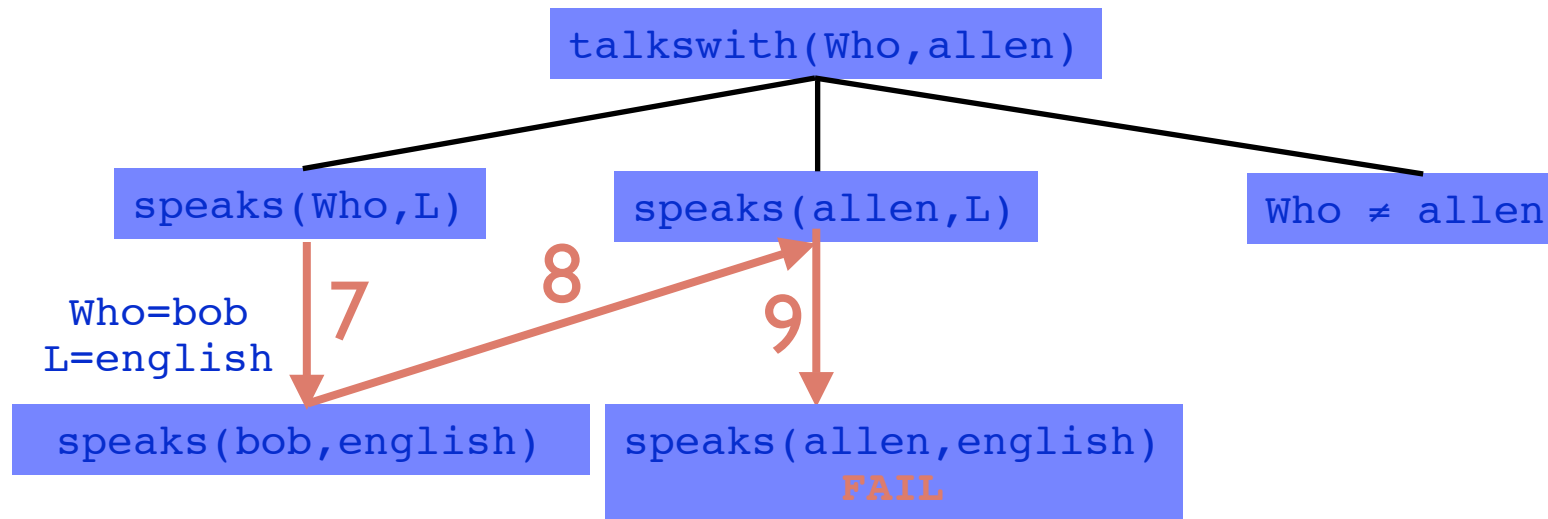 talkswith(Who,allen)
speaks(Who,L)
speaks(allen,L)
Who ≠ allen
Who=bob
L=english
7
8
9
speaks(bob,english)
speaks(allen,english)
FAIL